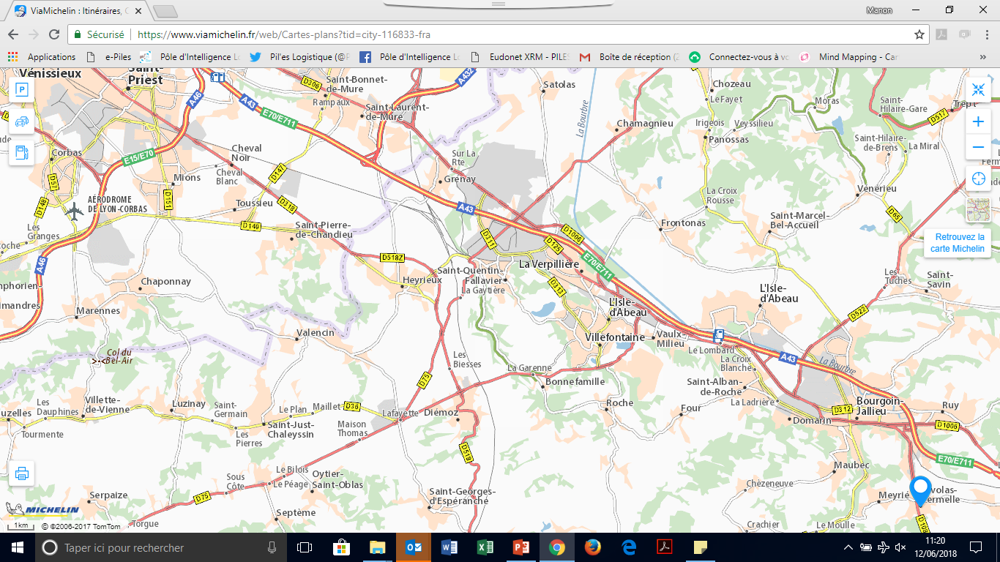 ViaMichelin : Itinéraires, C
Manon
Sécurisé
https://www.viamichelin.fr/web/Cartes-plans?tid=city-116833-fra
Applications
e-Piles
Pôle d'Intelligence Lo
Pil'es Logistique (@P
Pôle d'Intelligence Lo
Eudonet XRM - PILES
Boîte de réception (2
Connectez-vous à vo
Mind Mapping - Car
»
Vénissieux
Saint-
Priest
A46
A43
E70/E711
D306
Saint-Bonnet-
de-Mure
Rampaux
Saint-Laurent-
de-Mure
A432
Satolas
La Bourbre
Chamagnieu
Chozeau
Le Fayet
Moras
Irigeois
Veyssilieu
Panossas
Saint-
Hilaire-Gare
D517
Trept
Saint-Hilaire-
de-Brens
La Miral
Corbas
E15/E70
Cheval
Noir
Cheval
Blanc
Mions
D57
D148
D151
D147
AÉRODROME
DE LYON-CORBAS
Toussieu
D318
D149
Saint-Pierre-
de-Chandieu
Sur La
Rte
Grenay
A43
Vénérieu
La Croix
Rousse
D65
Frontonas
Saint-Marcel-
Bel-Accueil
Retrouvez la
carte Michelin
Les
Granges
A46
D518Z
D311
D1006
D125
La Verpillière
E70/E711
Saint-Quentin-
Fallavier
La Gaytière
Heyrieux
D313
Chaponnay
Marennes
mphorien
mandres
L'Isle-
d'Abeau
L'Isle-
d'Abeau
Les
Tuches
Saint-
Savin
D522
Valencin
Col du
Bel-Air
Villefontaine
Vaulx-
Milieu
Le Lombard
A43
La Bourbre
La Croix
Blanche
Les
Biesses
La Garenne
D75
Bonnefamille
Saint-Alban-
de-Roche
La Ladrière
Roche
Four
Domarin
D312
Bourgoin-
Jallieu
Ruy
D1006
Les
Dauphines
Villette-
de-Vienne
uzelles
Tourmente
Luzinay
Saint-
Germain
Le Plan
Maillet
D36
Les
Pierres
Saint-Just-
Chaleyssin
Maison
Thomas
Lafayette
Diémoz
D518
E70/E711
Maubec
Chèzeneuve
Meyrié
Crachier
Le Moulle
Le Bilois
Le Péage
Sous
Côte
Oytier-
Saint-Oblas
D75
Septème
Serpaize
Torgue
Saint-Georges-
d'Espéranche
MICHELIN
1km
© ©2006-2017 TomTom
Taper ici pour rechercher
11:20
12/06/2018